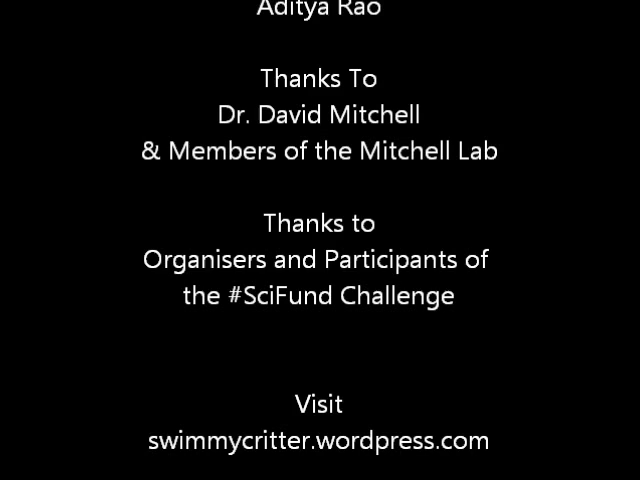 Aditya Rao
Thanks To
Dr. David Mitchell
& Members of the Mitchell Lab
Thanks to
Organisers and Participants of
the #SciFund Challenge
Visit
swimmycritter.wordpress.com